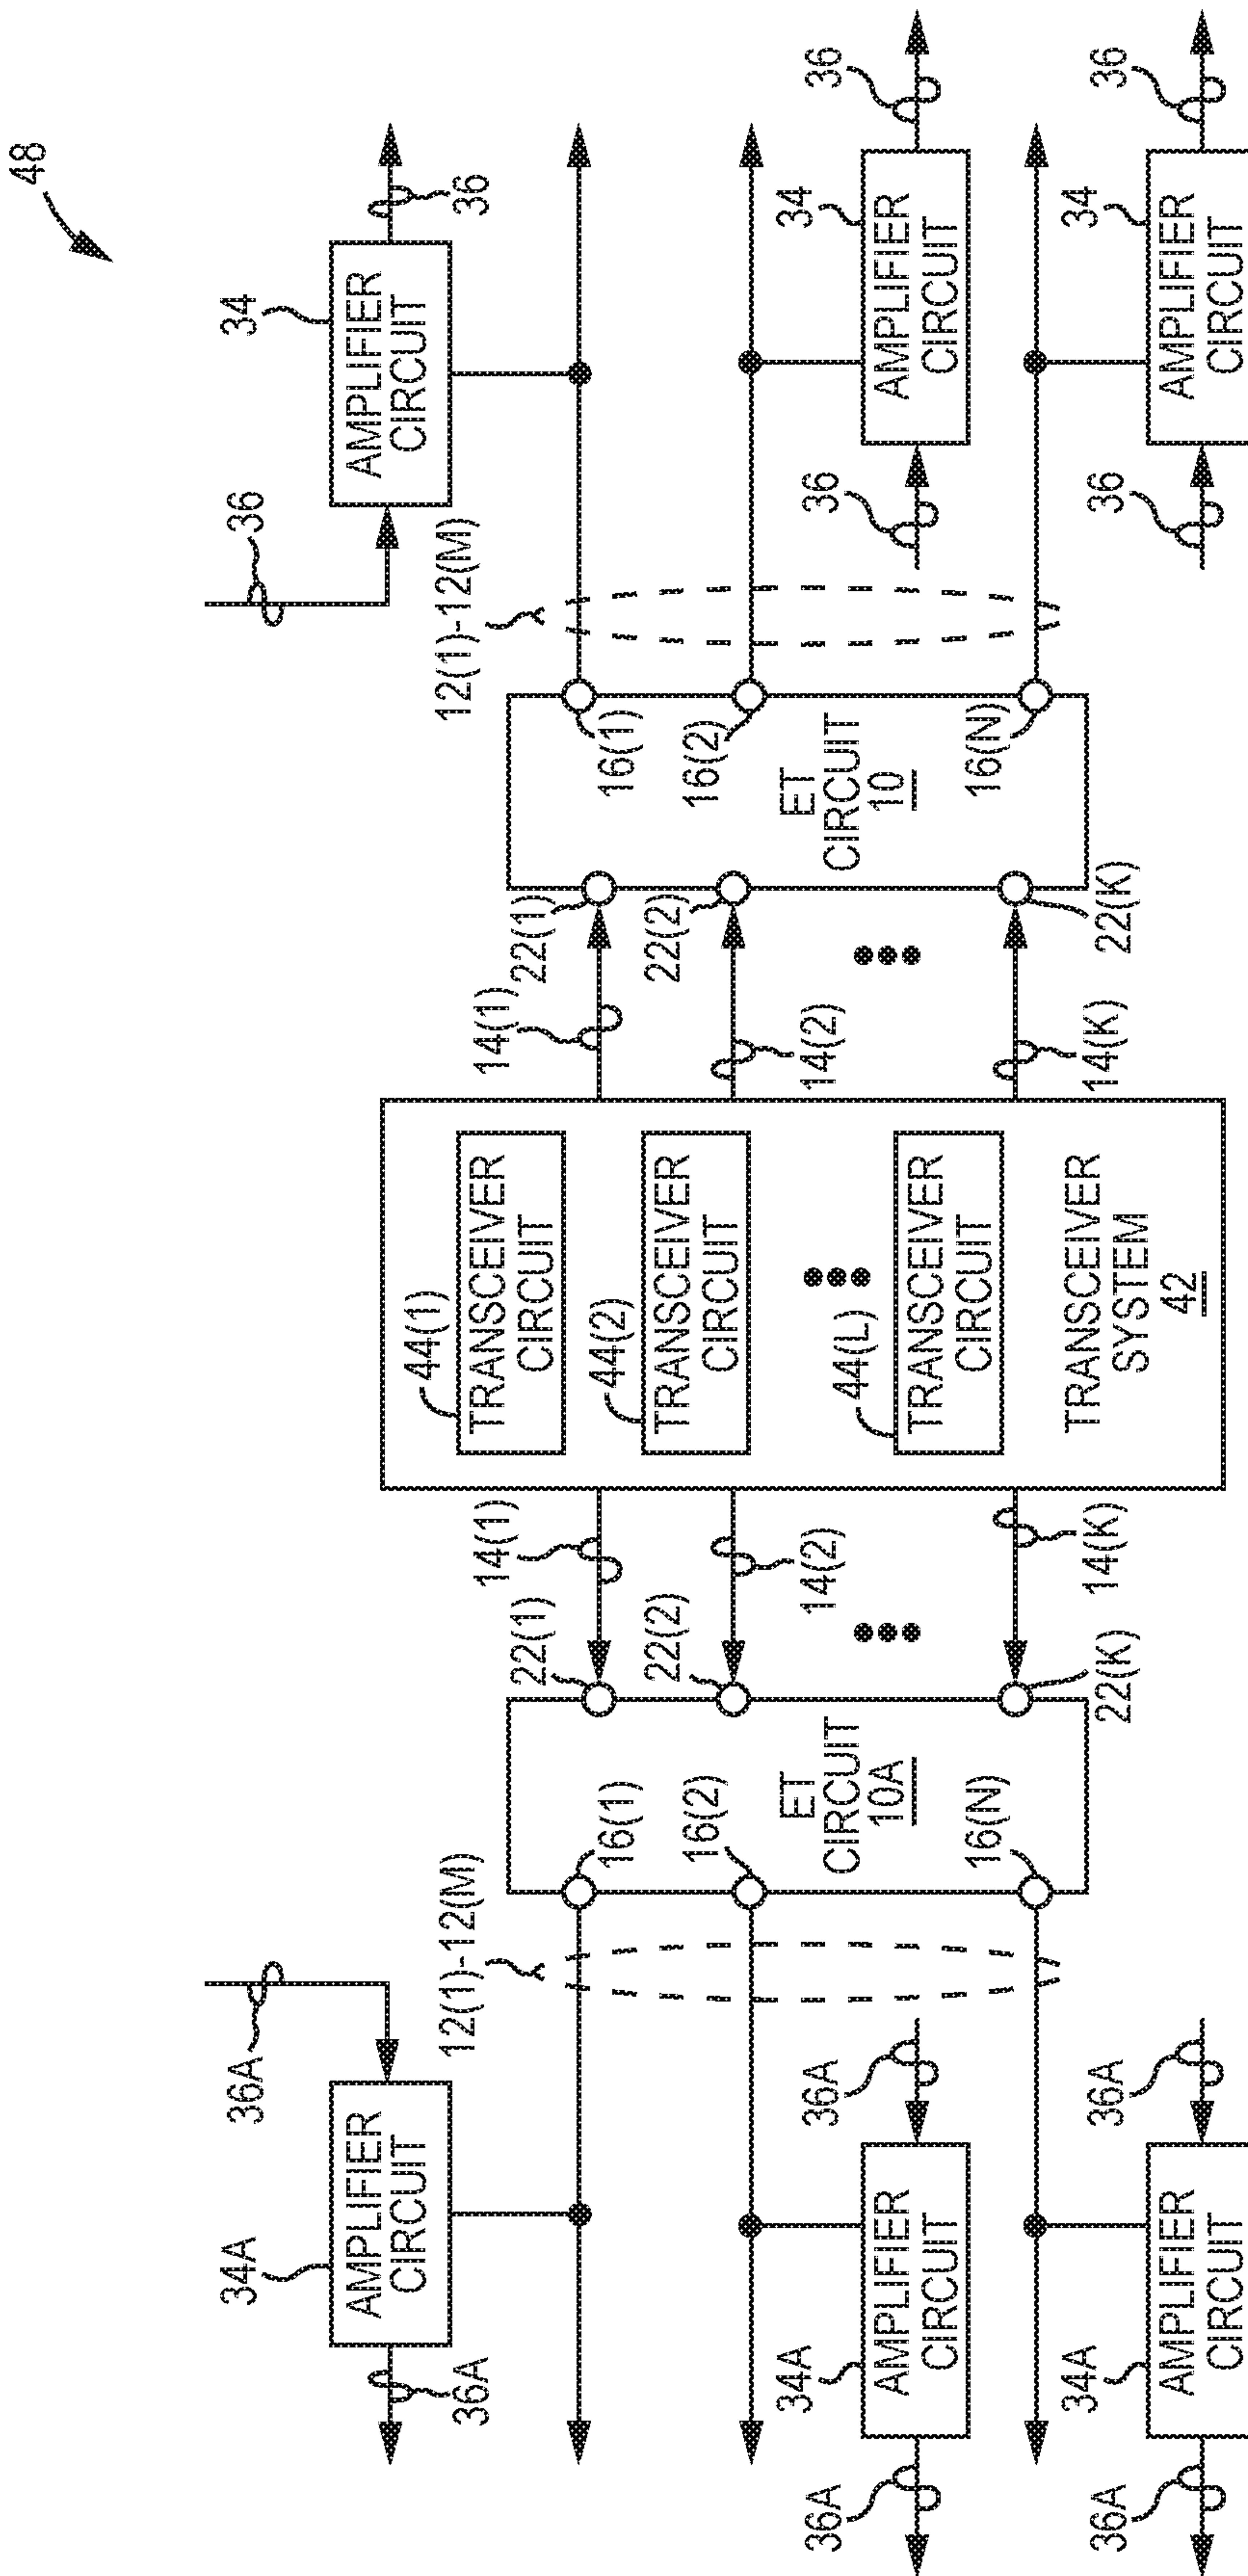 48
36A
34A
AMPLIFIER
CIRCUIT
36A
12(1)-12(M)
36
34
AMPLIFIER
CIRCUIT
36
12(1)-12(M)
16(1)
16(2)
16(N)
ET
CIRCUIT
10A
22(1)
22(2)
22(K)
14(1)
14(2)
14(K)
44(1)
TRANSCEIVER
CIRCUIT
44(2)
TRANSCEIVER
CIRCUIT
44(L)
TRANSCEIVER
CIRCUIT
TRANSCEIVER
SYSTEM
42
14(1)
14(2)
14(K)
22(1)
22(2)
22(K)
16(1)
16(2)
16(N)
ET
CIRCUIT
10
36A
34A
AMPLIFIER
CIRCUIT
36A
36
34
AMPLIFIER
CIRCUIT
36
36A
34A
AMPLIFIER
CIRCUIT
36A
36
34
AMPLIFIER
CIRCUIT
36